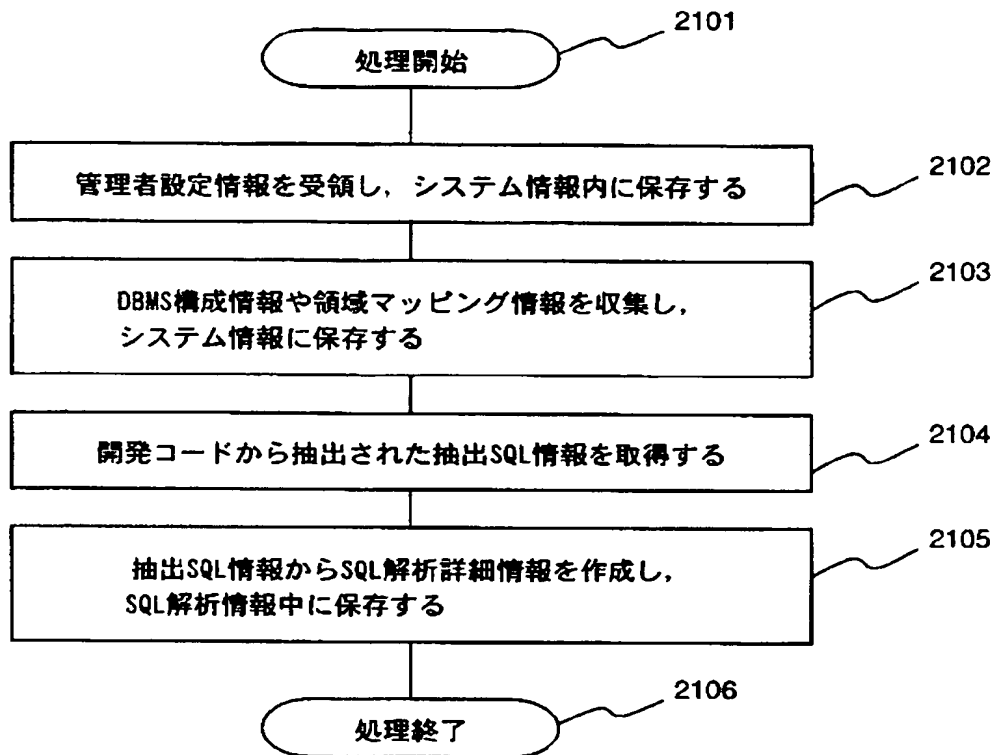 2101
処理開始
管理者設定情報を受領し，システム情報内に保存する
2102
DBMS構成情報や領域マッピング情報を収集し，
システム情報に保存する
2103
開発コードから抽出された抽出SQL情報を取得する
2104
抽出SQL情報からSQL解析詳細情報を作成し，
SQL解析情報中に保存する
2105
処理終了
2106